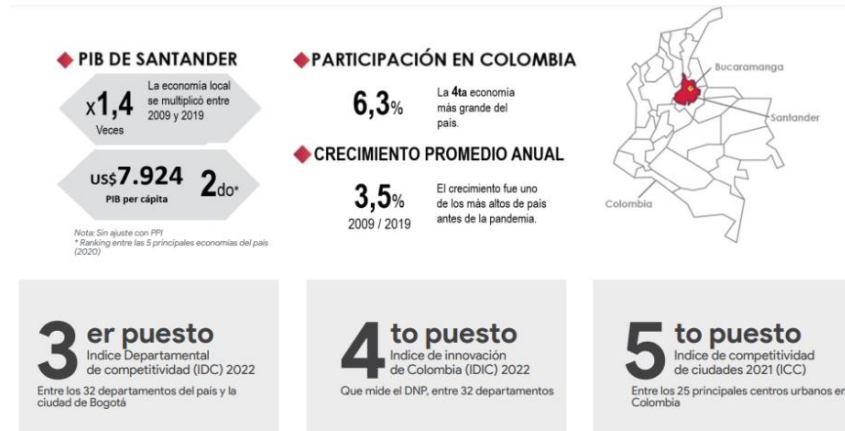 PIB DE SANTANDER
x1,4
Veces
La economía local
se multiplicó entre
2009 y 2019
US$7.924
PIB per cápita
2do*
Nota: Sin ajuste con PPI
* Ranking entre las 5 principales economías del país
(2020)
PARTICIPACIÓN EN COLOMBIA
6,3%
La 4ta economía
más grande del
país.
CRECIMIENTO PROMEDIO ANUAL
3,5%
2009 / 2019
El crecimiento fue uno
de los más altos de país
antes de la pandemia.
Bucaramanga
Santander
Colombia
3er puesto
Indice Departamental
de competitividad (IDC) 2022
Entre los 32 departamentos del país y la
ciudad de Bogotá
4to puesto
Indice de innovación
de Colombia (IDIC) 2022
Que mide el DNP, entre 32 departamentos
5to puesto
Indice de competitividad
de ciudades 2021 (ICC)
Entre los 25 principales centros urbanos en
Colombia